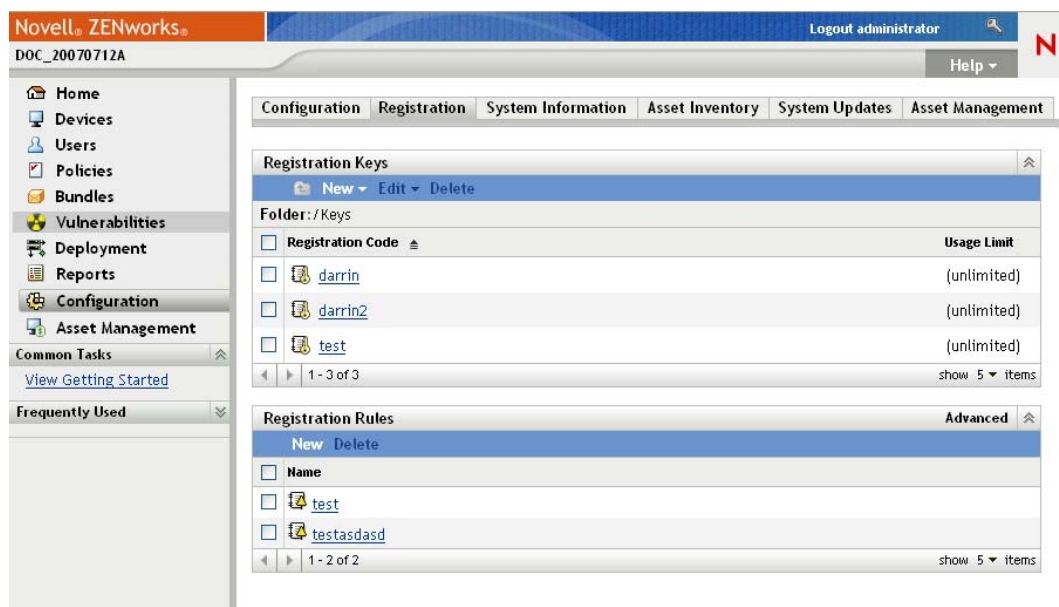 Novell® ZENworks®
Logout administrator
N
DOC_20070712A
Help
Home
Devices
Users
Policies
Bundles
Vulnerabilities
Deployment
Reports
Configuration
Asset Management
Common Tasks
View Getting Started
Frequently Used
Configuration Registration System Information Asset Inventory System Updates Asset Management
Registration Keys
New Edit Delete
Folder:/Keys
Registration Code Usage Limit
darrin (unlimited)
darrin2 (unlimited)
test (unlimited)
1 - 3 of 3 show 5 items
Registration Rules Advanced
New Delete
Name
test
testasdasd
1 - 2 of 2 show 5 items